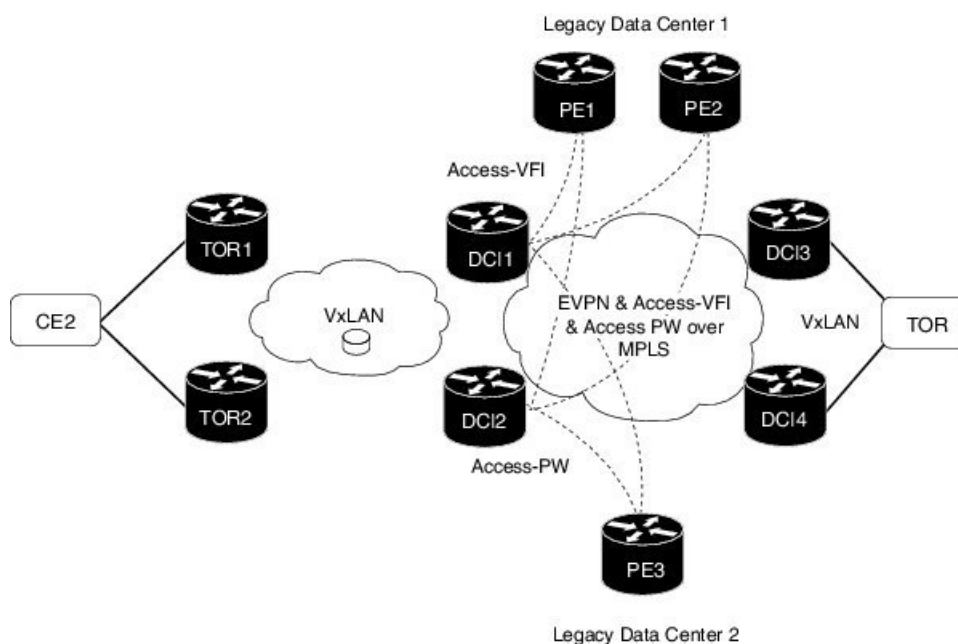 Legacy Data Center 1
PE1
PE2
Access-VFI
TOR1
DCI1
DCI3
CE2
VxLAN
EVPN & Access-VFI
& Access PW over
MPLS
VxLAN
TOR
TOR2
DCI2
DCI4
Access-PW
PE3
Legacy Data Center 2